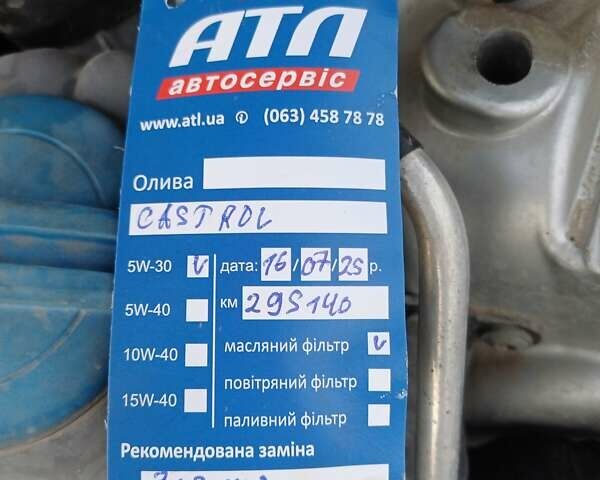 АТЛ
автосервіс
www.atl.ua ✆ (063) 458 78 78
Олива
CASTROL
5W-30 V дата: 16/07/25 р.
5W-40 км 295140
10W-40 масляний фільтр V
повітряний фільтр
15W-40 паливний фільтр
Рекомендована заміна